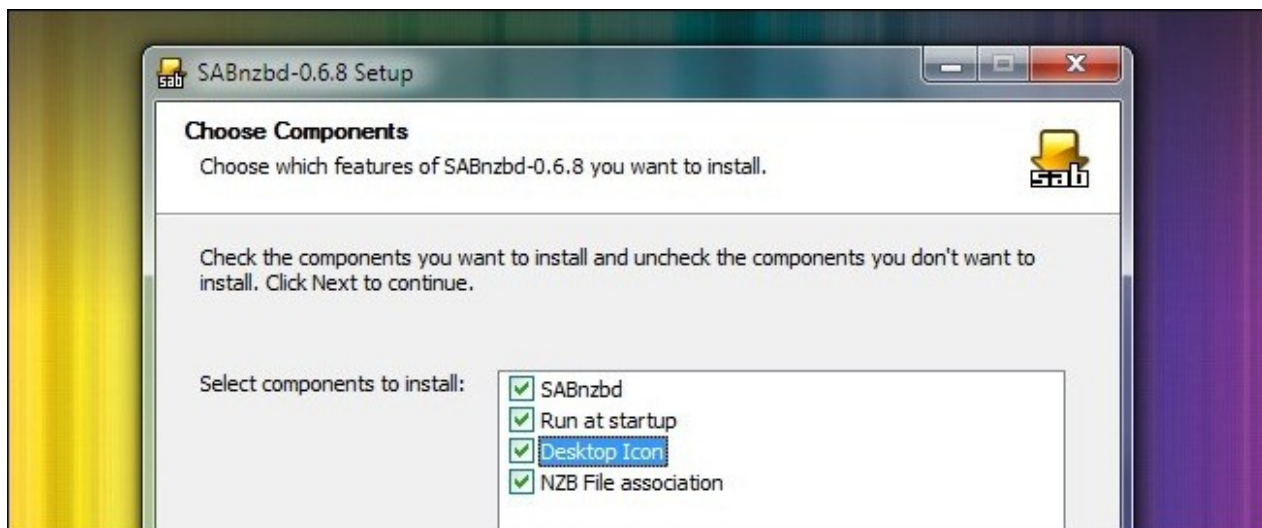 sab SABnzbd-0.6.8 Setup
Choose Components
Choose which features of SABnzbd-0.6.8 you want to install.
sab
Check the components you want to install and uncheck the components you don't want to
install. Click Next to continue.
Select components to install:
SABnzbd
Run at startup
Desktop Icon
NZB File association